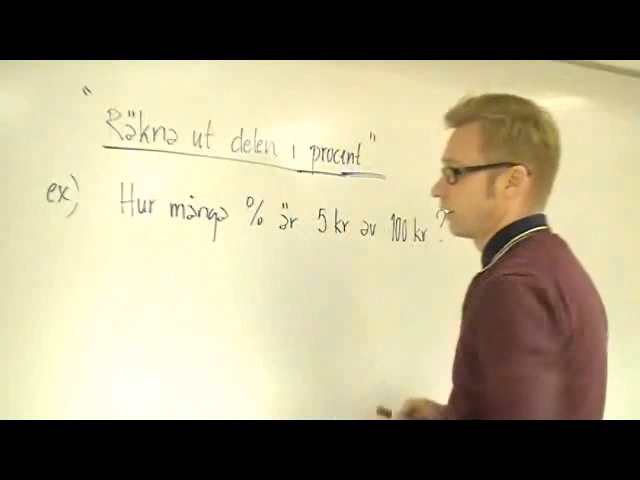 "Räkna ut delen i procent"
ex) Hur många % är 5 kr av 100 kr?